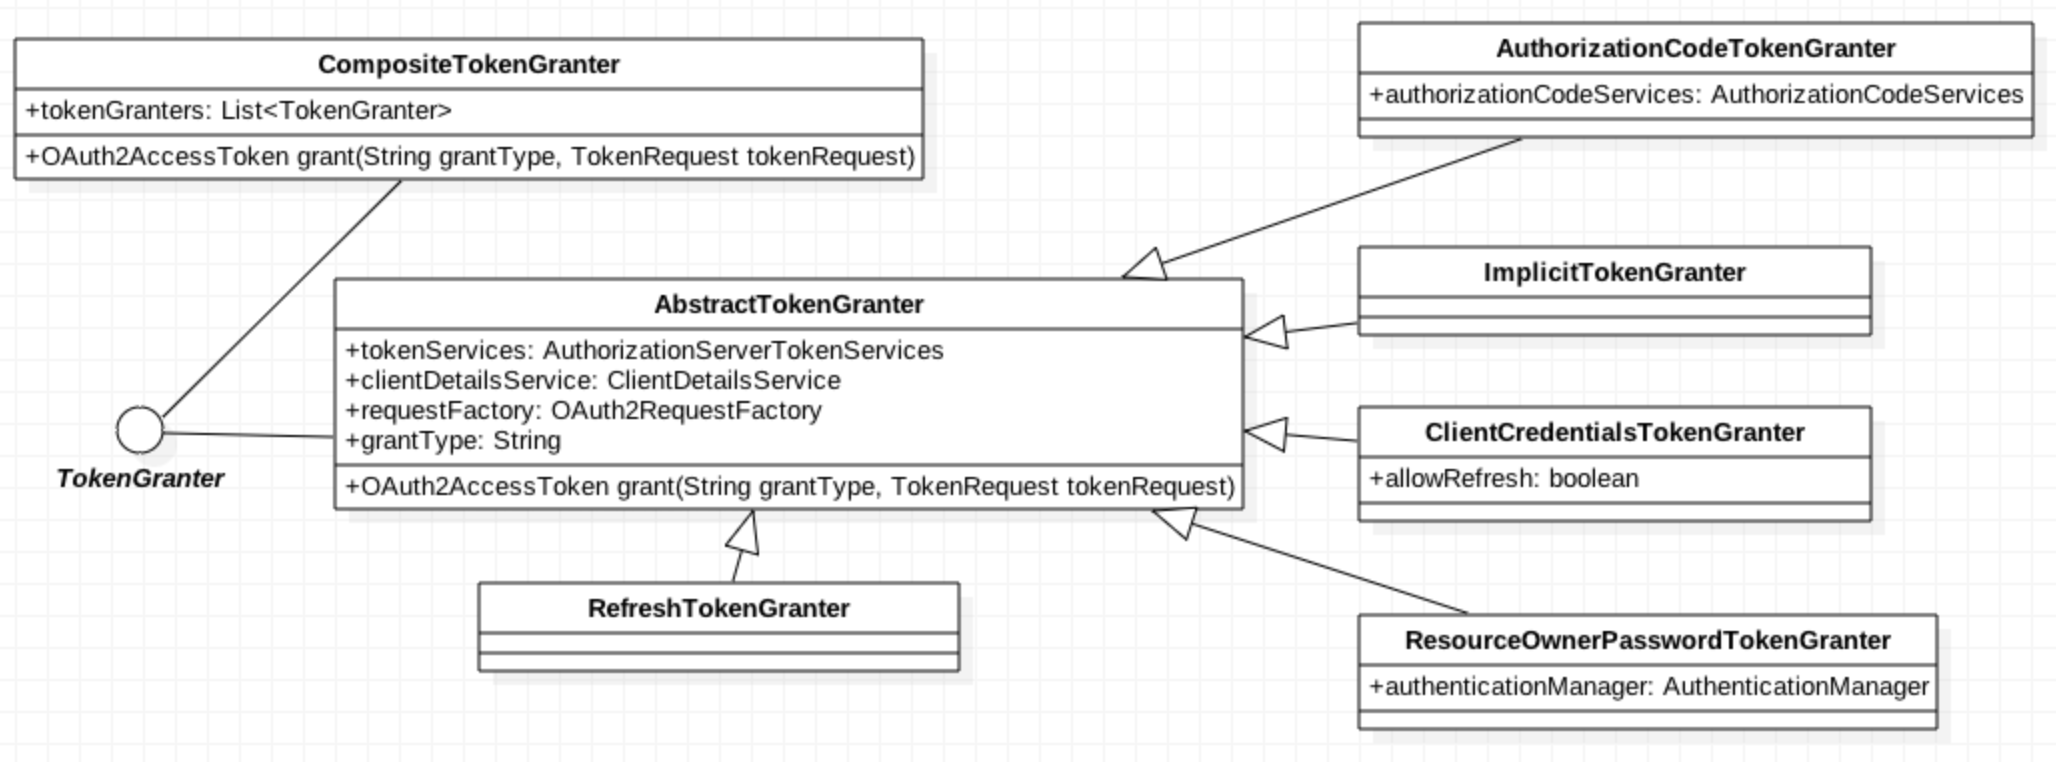 CompositeTokenGranter
+tokenGranters: List<TokenGranter>
+OAuth2AccessToken grant(String grantType, TokenRequest tokenRequest)
AuthorizationCodeTokenGranter
+authorizationCodeServices: AuthorizationCodeServices
AbstractTokenGranter
+tokenServices: AuthorizationServerTokenServices
+clientDetailsService: ClientDetailsService
+requestFactory: OAuth2RequestFactory
+grantType: String
+OAuth2AccessToken grant(String grantType, TokenRequest tokenRequest)
ImplicitTokenGranter
TokenGranter
ClientCredentialsTokenGranter
+allowRefresh: boolean
RefreshTokenGranter
ResourceOwnerPasswordTokenGranter
+authenticationManager: AuthenticationManager